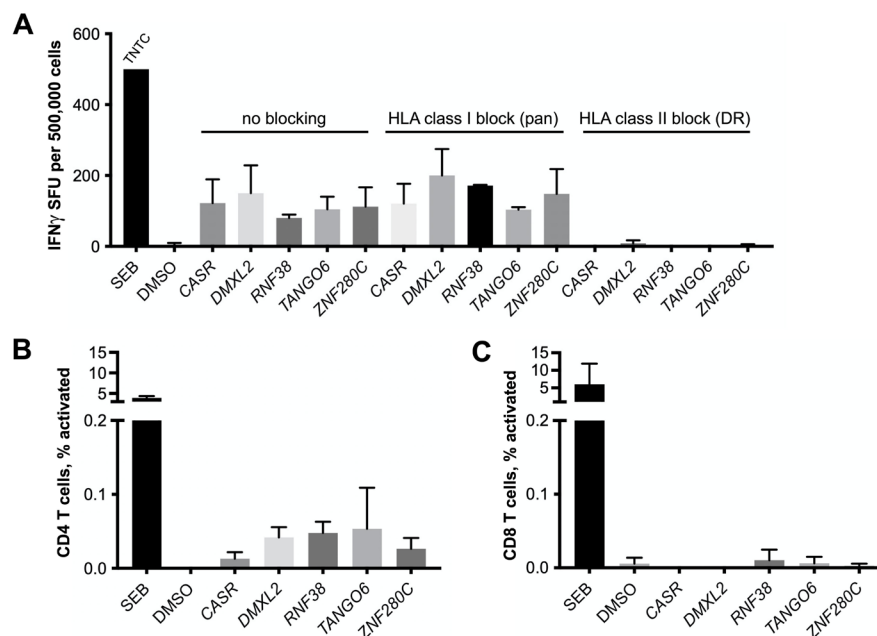 A
IFNγ SFU per 500,000 cells
600
400
200
0
TNTC
no blocking
HLA class I block (pan)
HLA class II block (DR)
SEB
DMSO
CASR
DMXL2
RNF38
TANGO6
ZNF280C
CASR
DMXL2
RNF38
TANGO6
ZNF280C
CASR
DMXL2
RNF38
TANGO6
ZNF280C
B
CD4 T cells, % activated
15
10
5
0.2
0.1
0.0
SEB
DMSO
CASR
DMXL2
RNF38
TANGO6
ZNF280C
C
CD8 T cells, % activated
15
10
5
0.2
0.1
0.0
SEB
DMSO
CASR
DMXL2
RNF38
TANGO6
ZNF280C